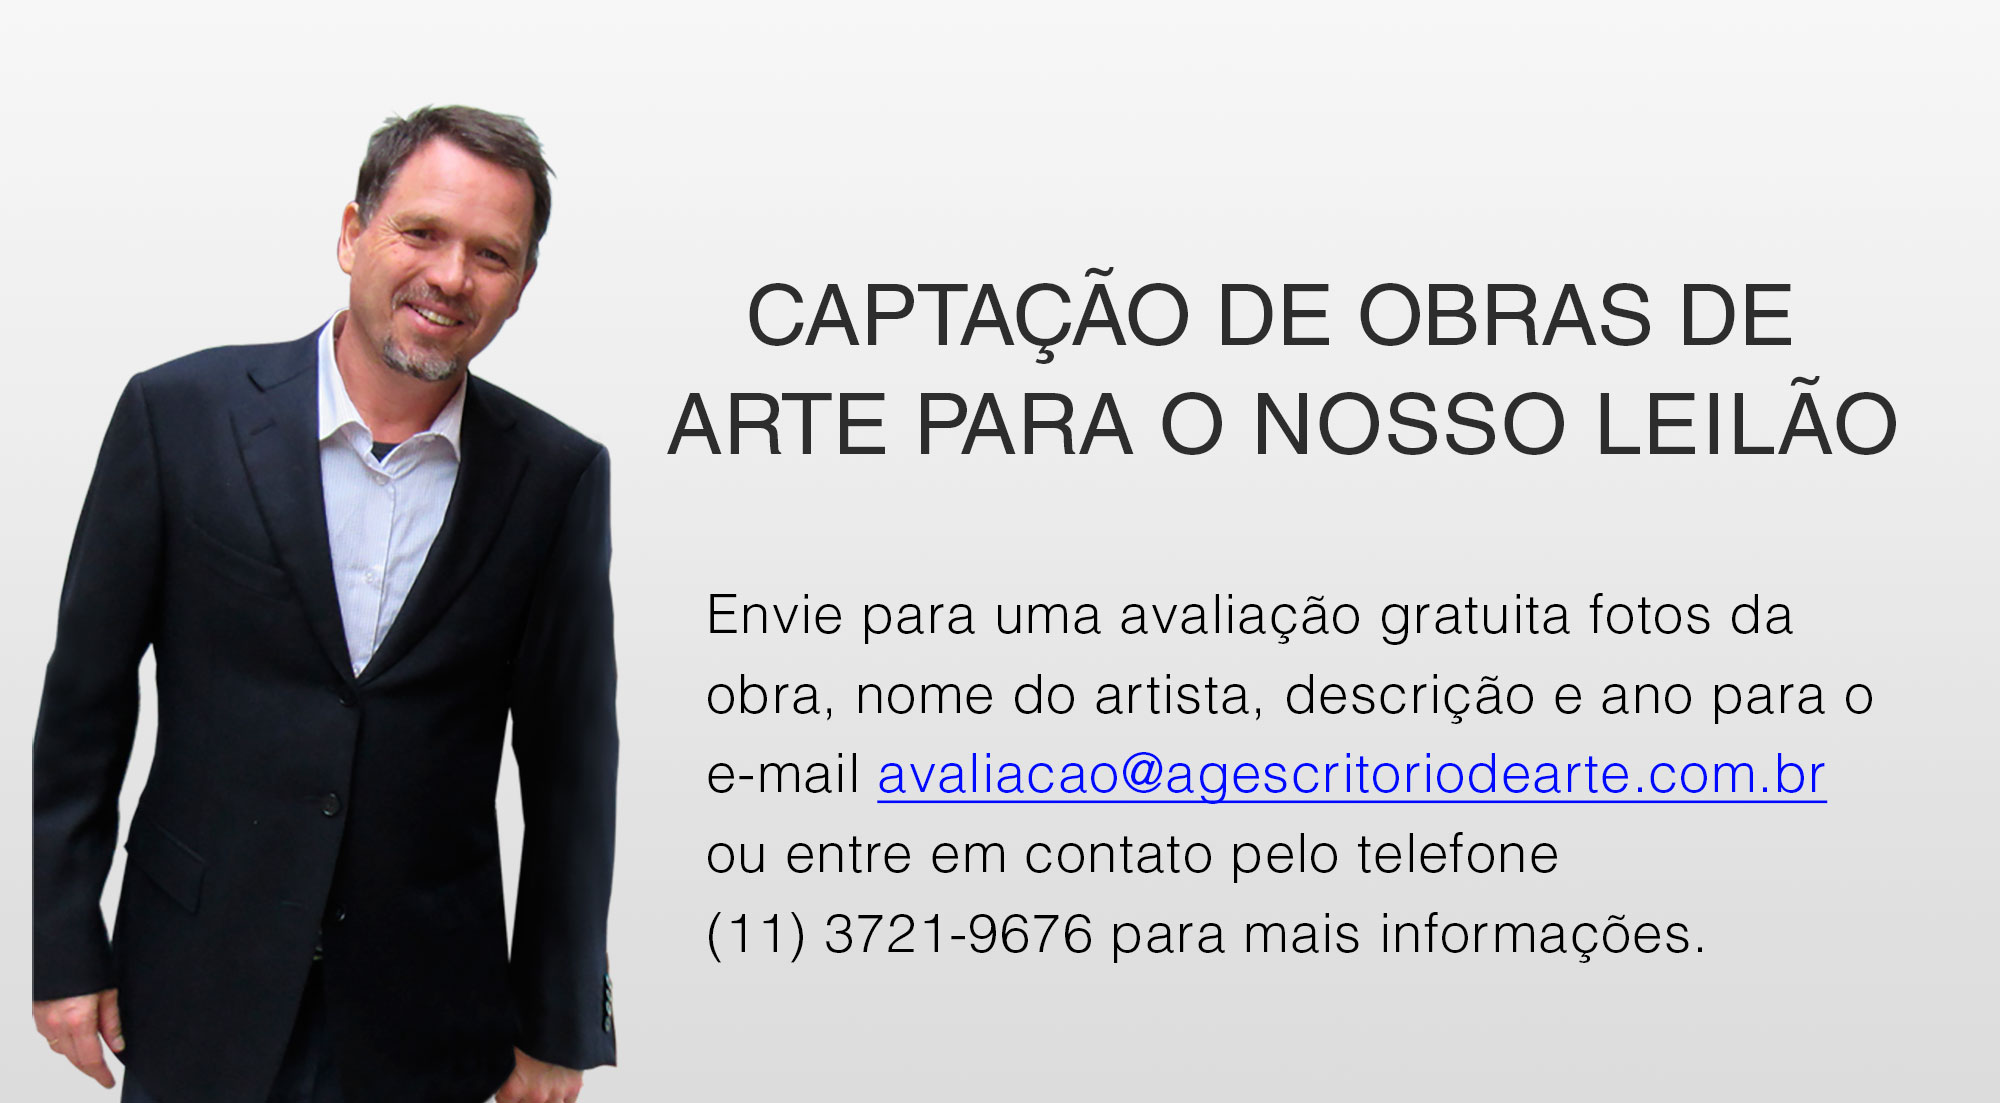 CAPTAÇÃO DE OBRAS DE
ARTE PARA O NOSSO LEILÃO
Envie para uma avaliação gratuita fotos da
obra, nome do artista, descrição e ano para o
e-mail avaliacao@agescritoriodearte.com.br
ou entre em contato pelo telefone
(11) 3721-9676 para mais informações.